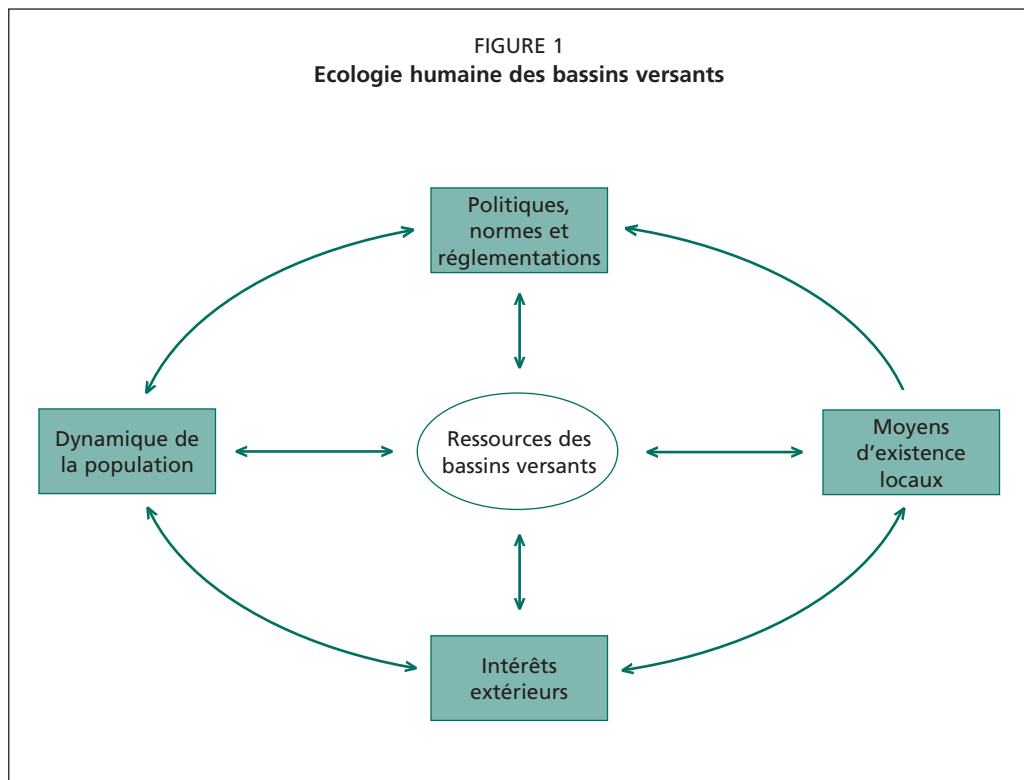 FIGURE 1
Ecologie humaine des bassins versants
Politiques,
normes et
réglementations
Dynamique de
la population
Ressources des
bassins versants
Moyens
d'existence
locaux
Intérêts
extérieurs